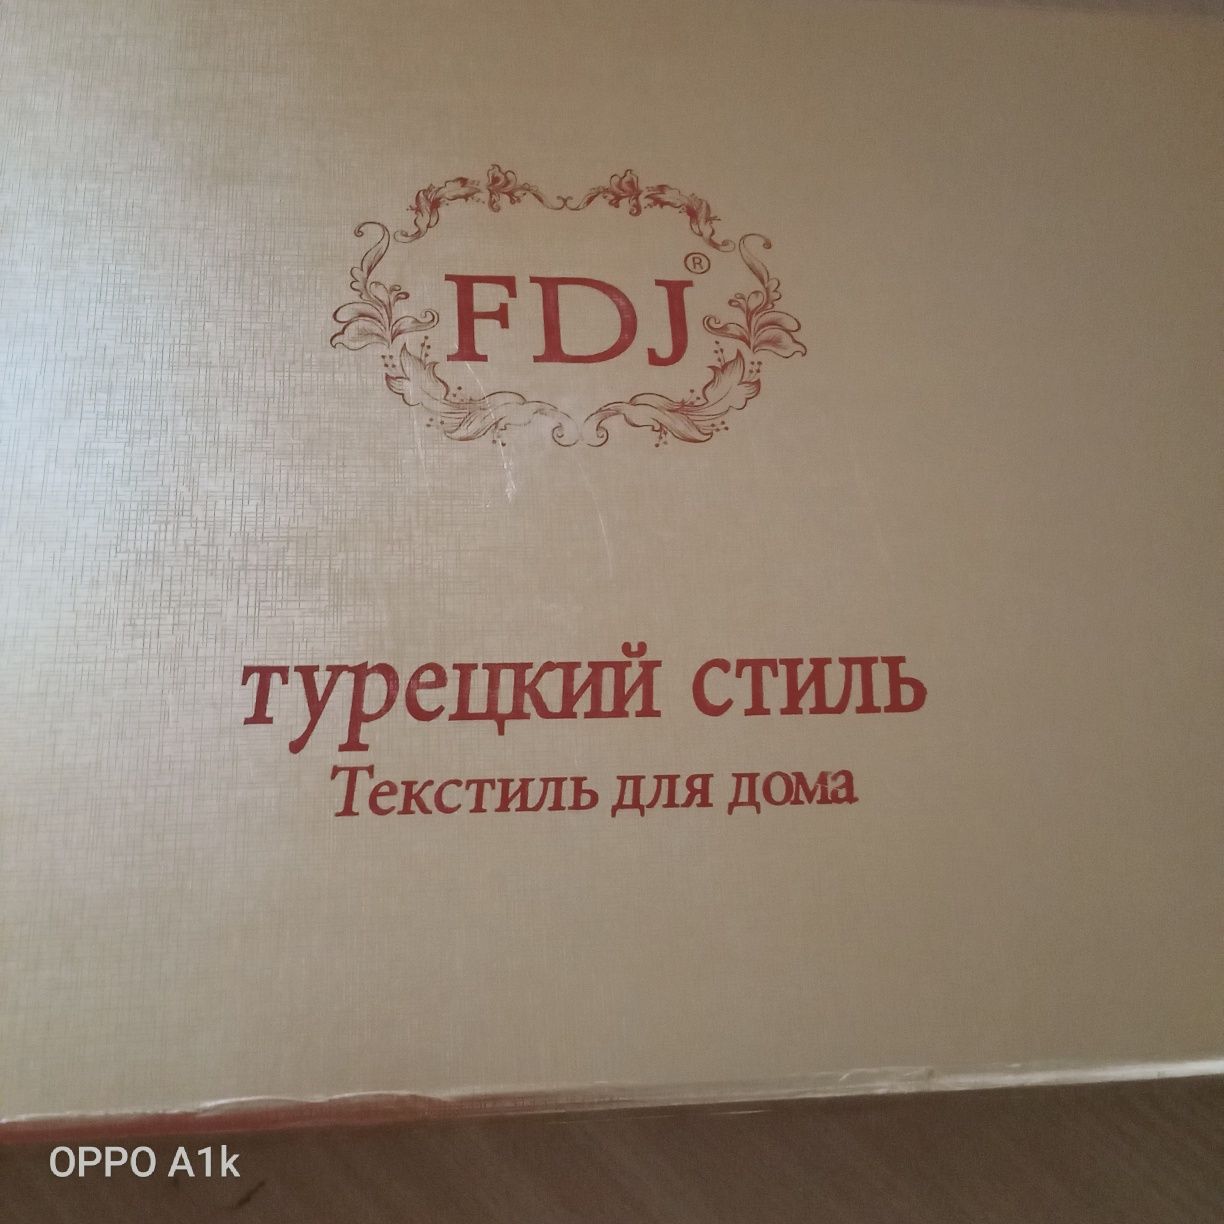 FDJ®
турецкий стиль
Текстиль для дома
OPPO A1k